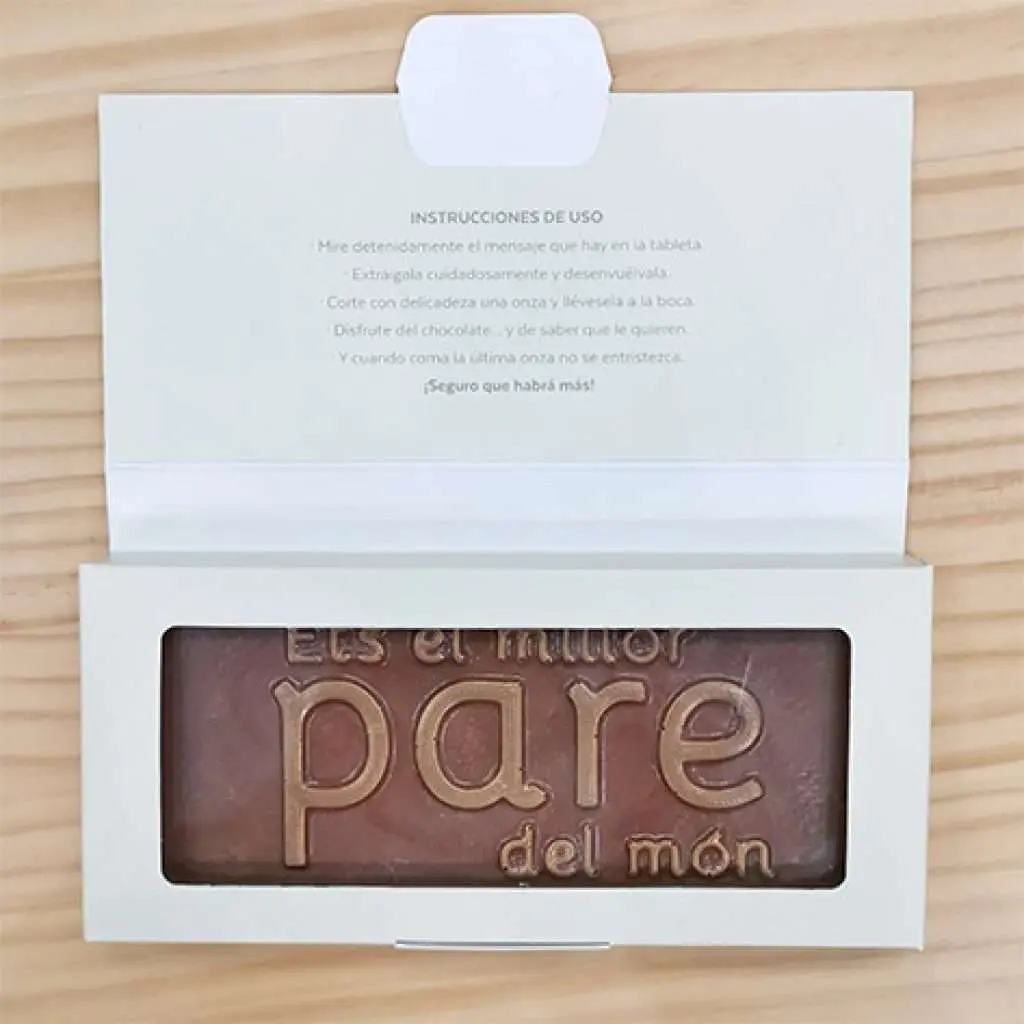 INSTRUCCIONES DE USO
· Mire detenidamente el mensaje que hay en la tableta.
· Extráigala cuidadosamente y desenvuélvala.
· Corte con delicadeza una onza y llévesela a la boca.
· Disfrute del chocolate... y de saber que le quieren.
Y cuando coma la última onza no se entristezca.
¡Seguro que habrá más!
Ets el millor
pare
del món